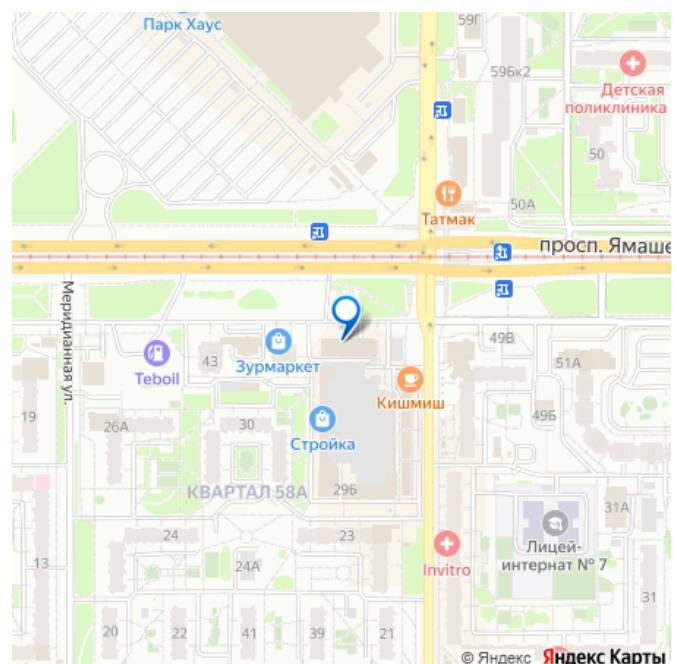 Парк Хаус
59Г
59Бк2
Детская
поликлиника
50
50А
Татмак
просп. Ямаше
Меридианная ул.
49В
43
Зурмаркет
Teboil
51А
Кишмиш
19
26А
30
49Б
Стройка
КВАРТАЛ 58А
29Б
31А
24
23
Лицей-
интернат № 7
13
24А
Invitro
31
20
22
41
39
21
© Яндекс Яндекс Карты